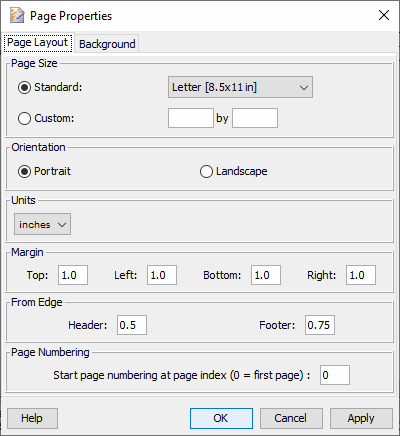 Page Properties
Page Layout Background
Page Size
Standard: Letter [8.5x11 in]
Custom: by
Orientation
Portrait Landscape
Units
inches
Margin
Top: 1.0 Left: 1.0 Bottom: 1.0 Right: 1.0
From Edge
Header: 0.5 Footer: 0.75
Page Numbering
Start page numbering at page index (0 = first page) : 0
Help OK Cancel Apply